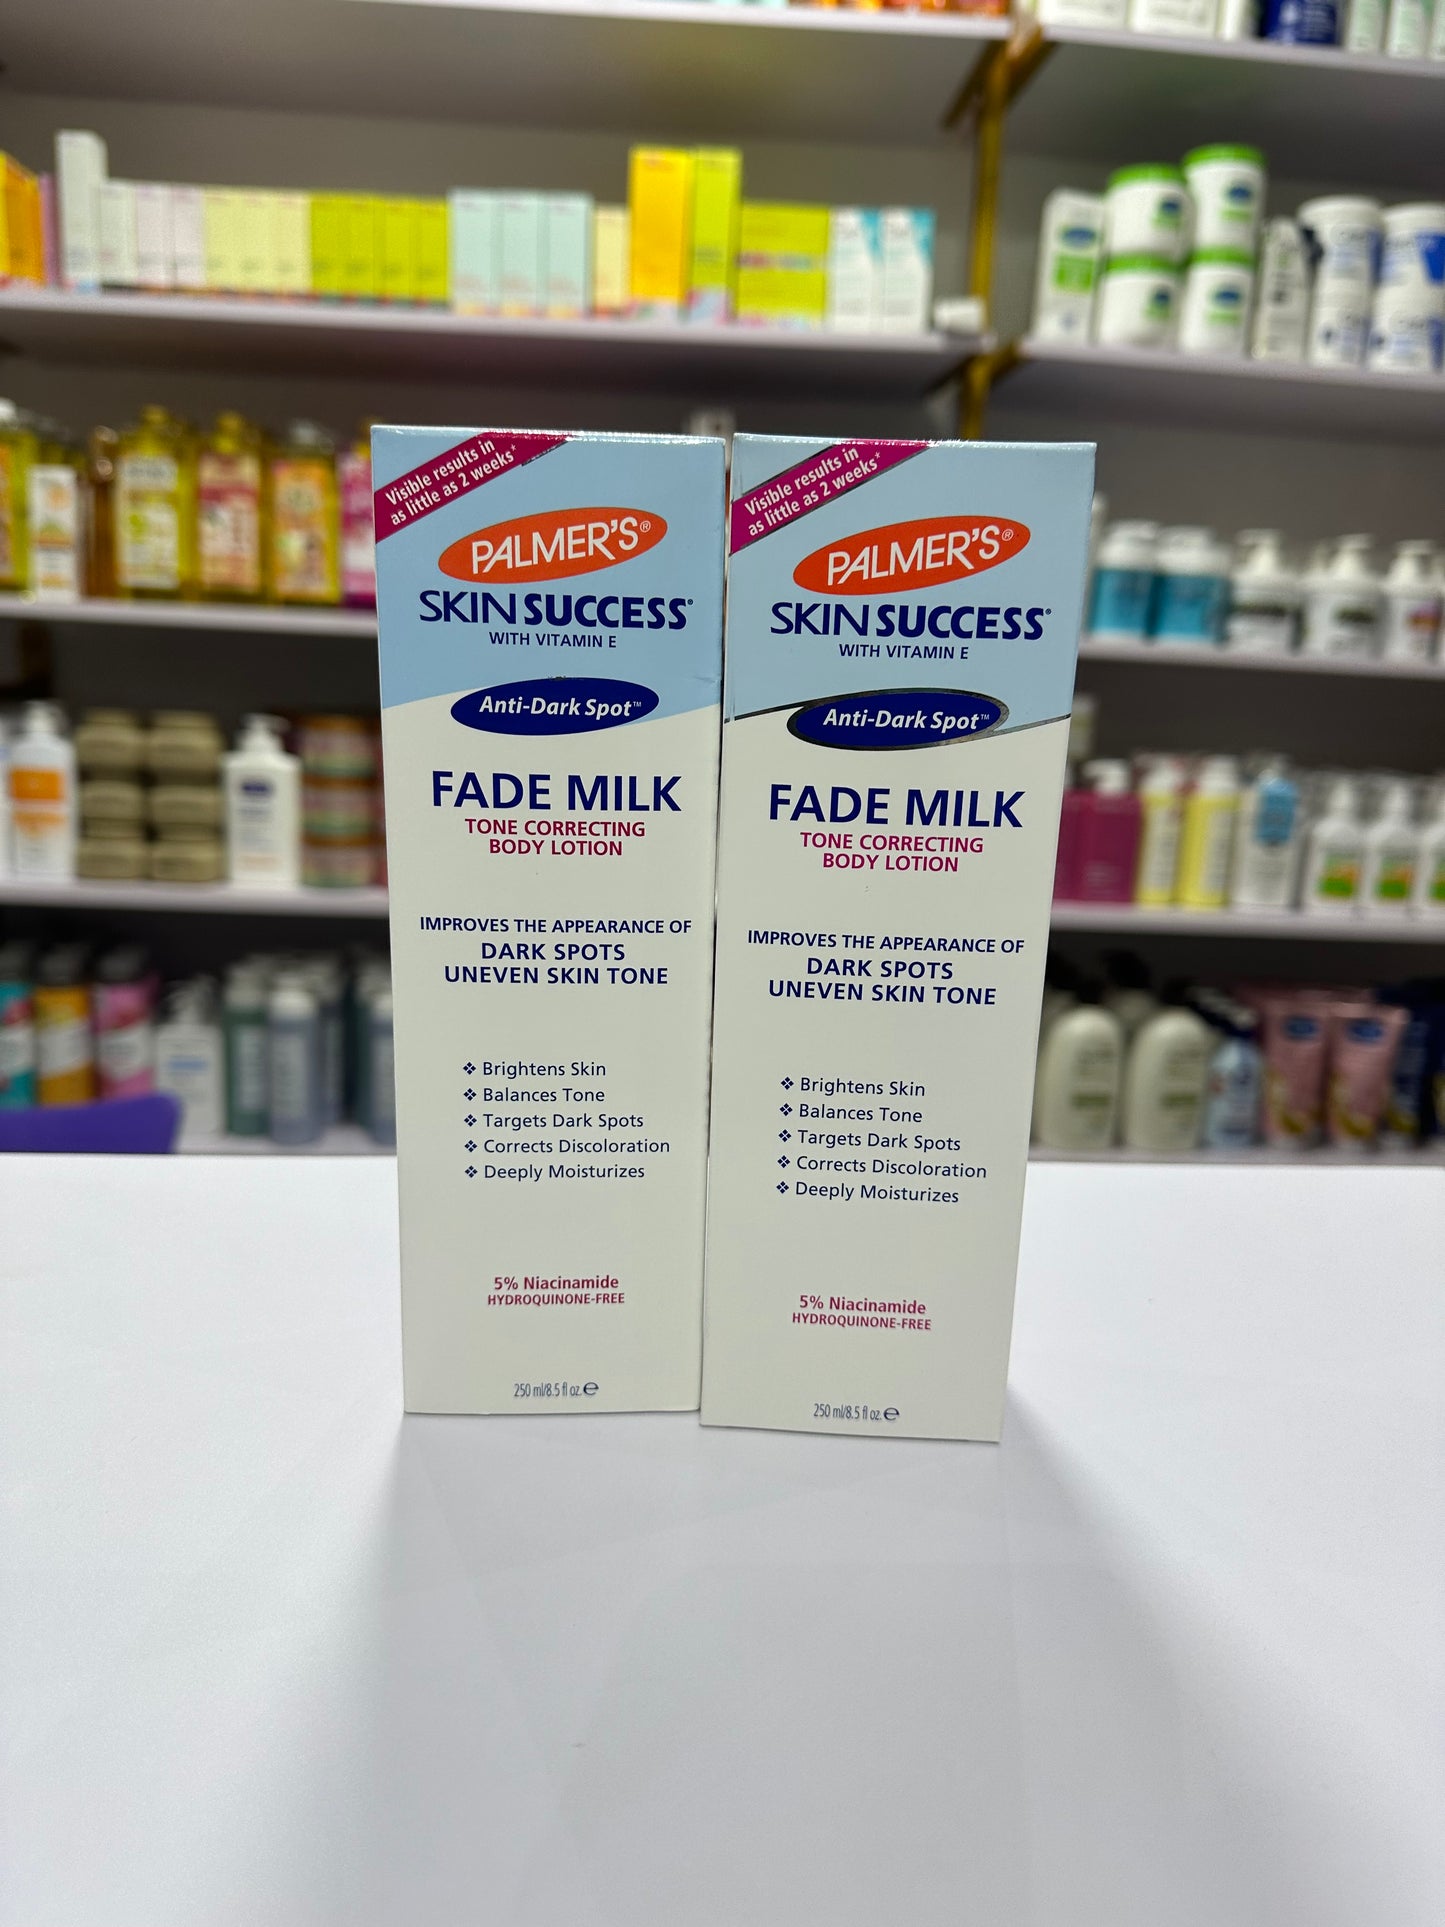 Visible results in
as little as 2 weeks*
PALMER'S®
SKIN SUCCESS®
WITH VITAMIN E
Anti-Dark Spot™
FADE MILK
TONE CORRECTING
BODY LOTION
IMPROVES THE APPEARANCE OF
DARK SPOTS
UNEVEN SKIN TONE
❖ Brightens Skin
❖ Balances Tone
❖ Targets Dark Spots
❖ Corrects Discoloration
❖ Deeply Moisturizes
5% Niacinamide
HYDROQUINONE-FREE
250 ml/8.5 fl oz. ℮
Visible results in
as little as 2 weeks*
PALMER'S®
SKIN SUCCESS®
WITH VITAMIN E
Anti-Dark Spot™
FADE MILK
TONE CORRECTING
BODY LOTION
IMPROVES THE APPEARANCE OF
DARK SPOTS
UNEVEN SKIN TONE
❖ Brightens Skin
❖ Balances Tone
❖ Targets Dark Spots
❖ Corrects Discoloration
❖ Deeply Moisturizes
5% Niacinamide
HYDROQUINONE-FREE
250 ml/8.5 fl oz. ℮